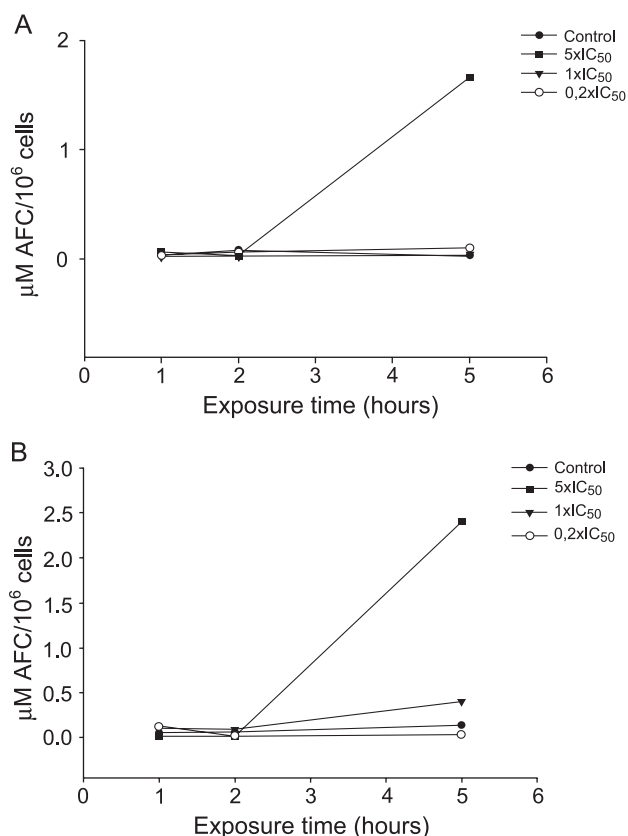 A
2
1
0
0 1 2 3 4 5 6
µM AFC/10⁶ cells
Exposure time (hours)
Control
5xIC₅₀
1xIC₅₀
0,2xIC₅₀
B
3.0
2.5
2.0
1.5
1.0
0.5
0.0
0 1 2 3 4 5 6
µM AFC/10⁶ cells
Exposure time (hours)
Control
5xIC₅₀
1xIC₅₀
0,2xIC₅₀